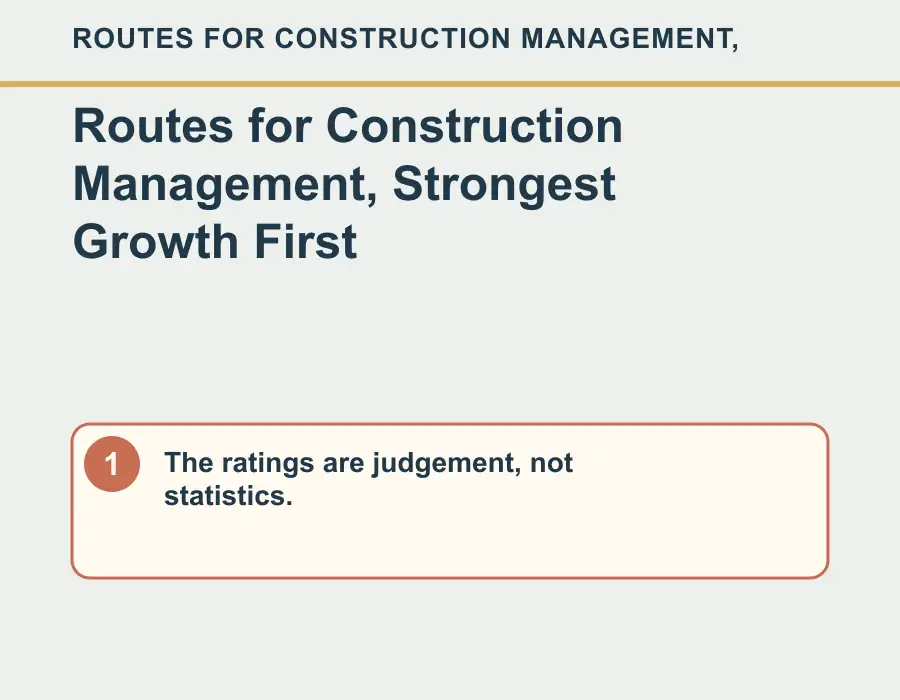 ROUTES FOR CONSTRUCTION MANAGEMENT,
Routes for Construction
Management, Strongest
Growth First
1
The ratings are judgement, not
statistics.